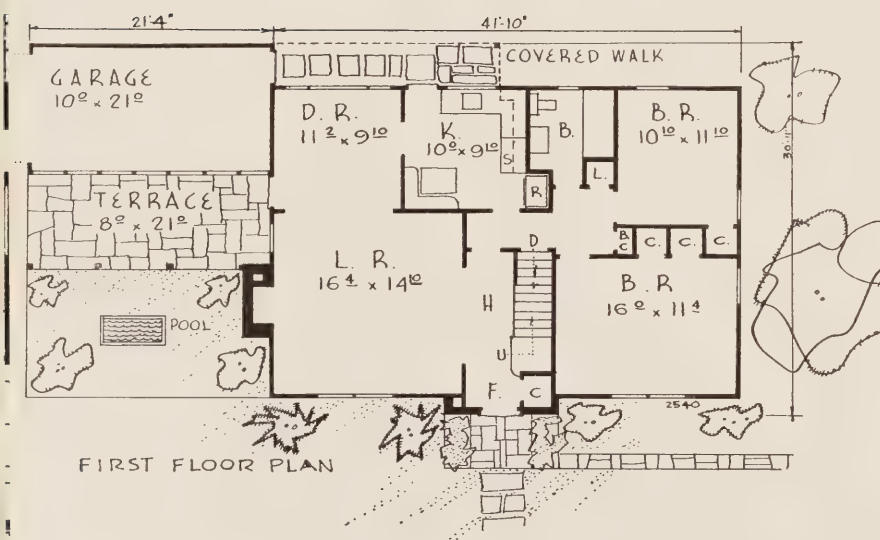 21'-4"
41'-10"
COVERED WALK
GARAGE
10⁰ x 21⁰
D. R.
11² x 9¹⁰
K.
10⁰ x 9¹⁰
B.
B. R.
10¹⁰ x 11¹⁰
S
L.
R
30'-11"
TERRACE
8⁰ x 21⁰
D
B.C
C.
C.
C.
L. R.
16⁴ x 14¹⁰
H
B. R
16⁰ x 11⁴
POOL
U
F.
C
2540
FIRST FLOOR PLAN